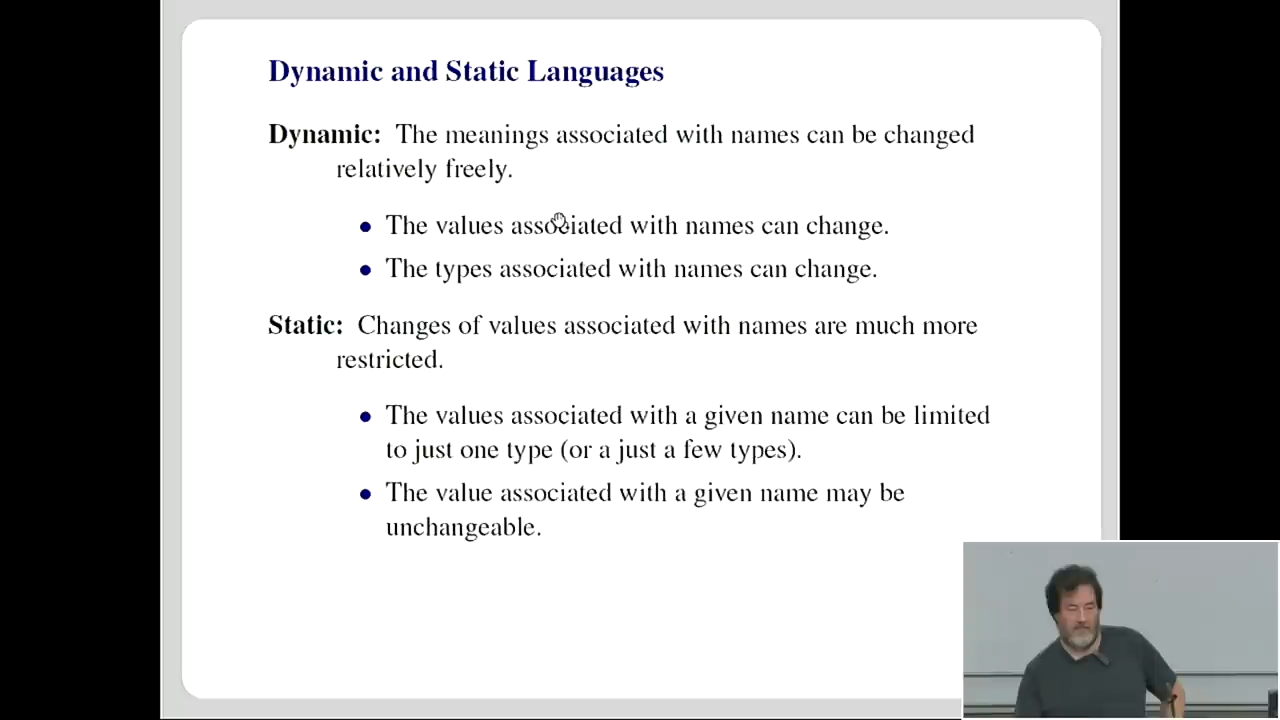 Dynamic and Static Languages
Dynamic: The meanings associated with names can be changed
relatively freely.
• The values associated with names can change.
• The types associated with names can change.
Static: Changes of values associated with names are much more
restricted.
• The values associated with a given name can be limited
to just one type (or a just a few types).
• The value associated with a given name may be
unchangeable.